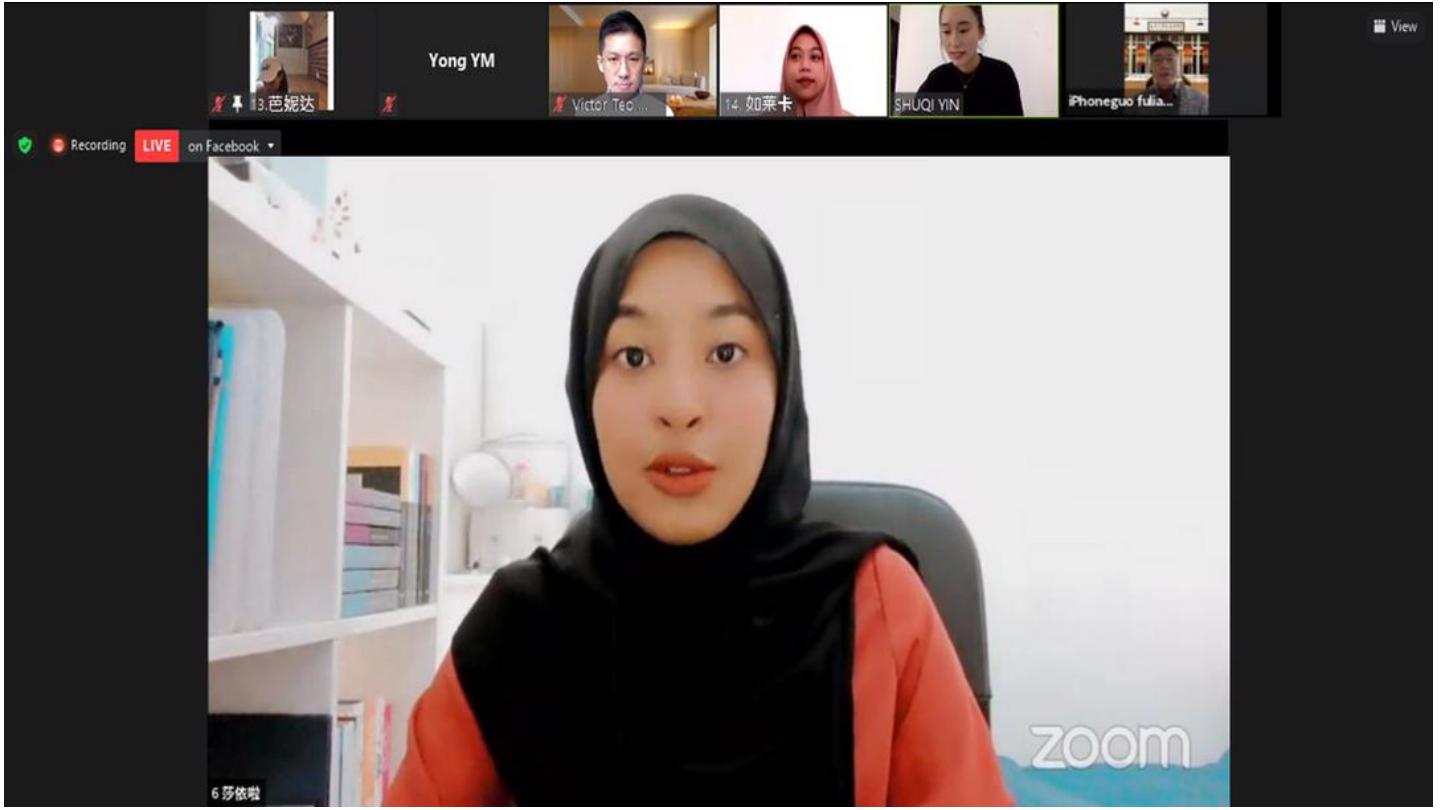 View
13.芭妮达
Yong YM
Victor Teo ...
14. 如莱卡
SHUQI YIN
iPhoneguo fulia...
Recording
LIVE
on Facebook
zoom
6 莎依啦